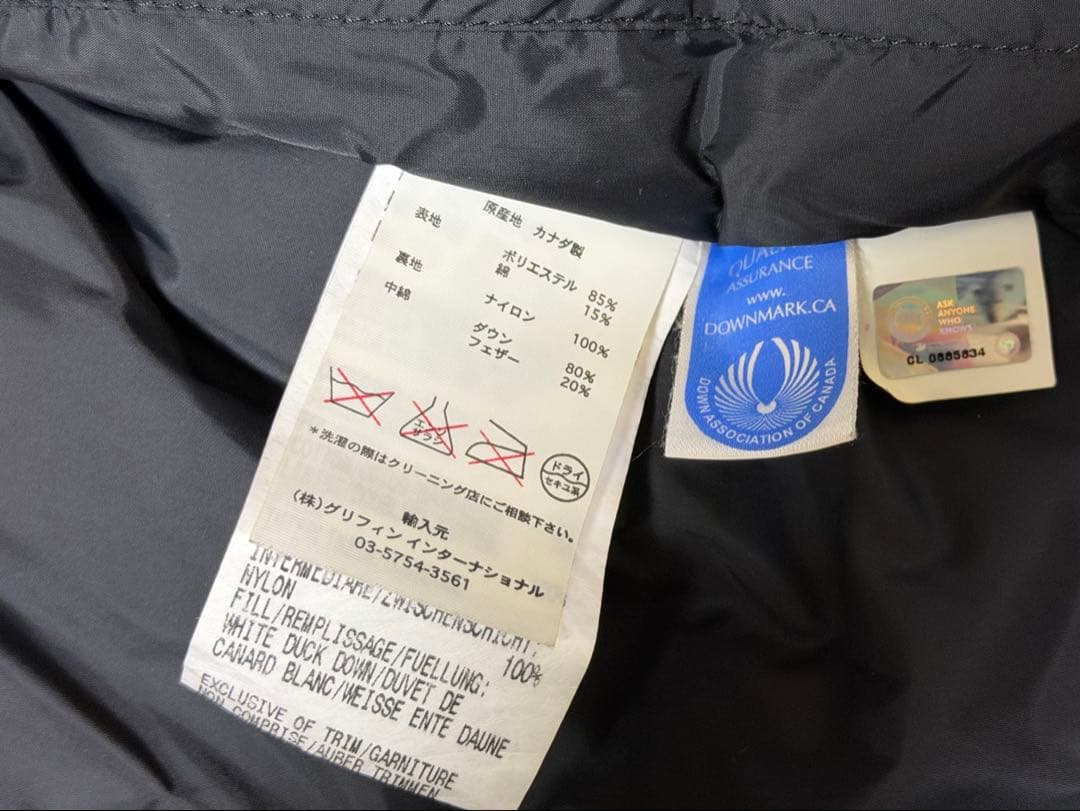 原産地 カナダ製
表地 ポリエステル 85%
綿 15%
裏地 ナイロン 100%
中綿 ダウン 80%
フェザー 20%
エンソ
サラシ
ドライ
セキユ系
*洗濯の際はクリーニング店にご相談下さい。
輸入元
(株)グリフィンインターナショナル
03-5754-3561
INTERMEDIAIRE/ZWISCHENSCHICHT:
NYLON 100%
FILL/REMPLISSAGE/FUELLUNG:
WHITE DUCK DOWN/DUVET DE
CANARD BLANC/WEISSE ENTE DAUNE
EXCLUSIVE OF TRIM/GARNITURE
NON COMPRISE/AUBER TRIMMEN
ASSURANCE
www.
DOWNMARK.CA
DOWN ASSOCIATION OF CANADA
ASK
ANYONE
WHO
KNOWS
CL 0885834